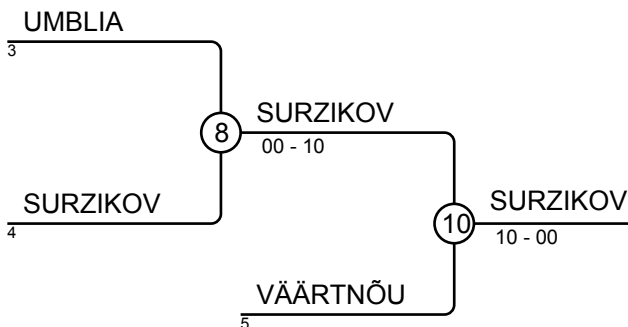 UMBLIA
3
8
SURZIKOV
00 - 10
SURZIKOV
4
10
SURZIKOV
10 - 00
VÄÄRTNÕU
5